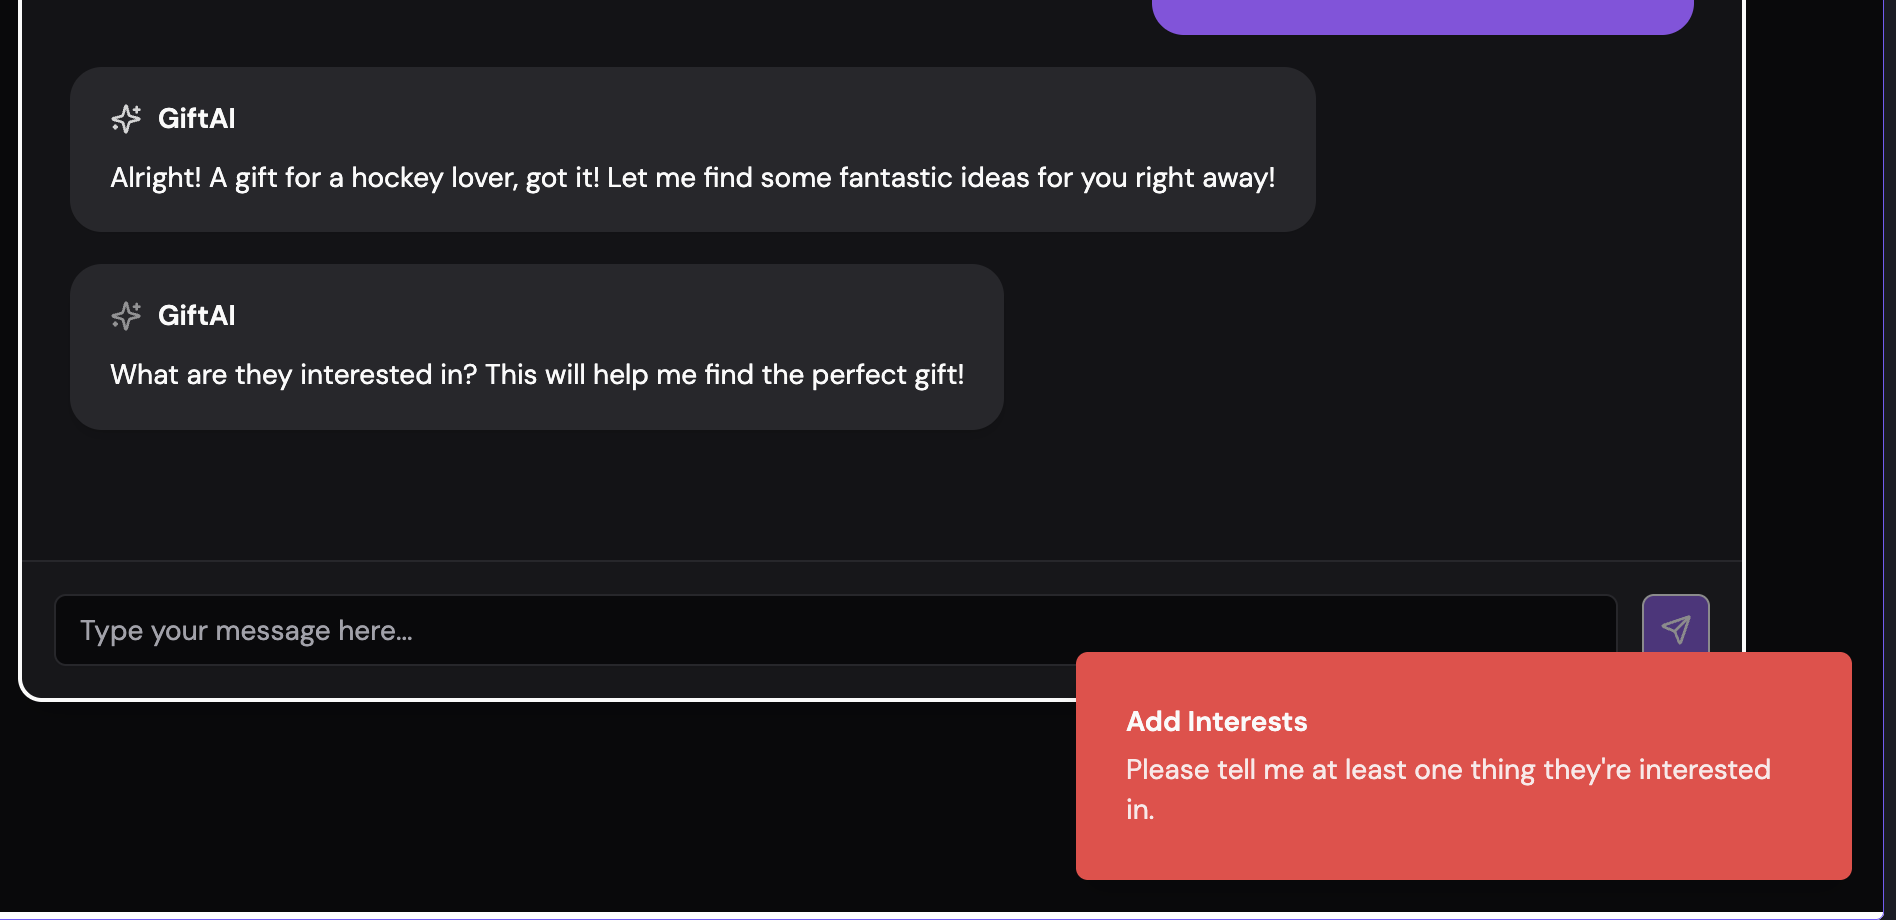 GiftAI
Alright! A gift for a hockey lover, got it! Let me find some fantastic ideas for you right away!
GiftAI
What are they interested in? This will help me find the perfect gift!
Type your message here...
Add Interests
Please tell me at least one thing they're interested
in.